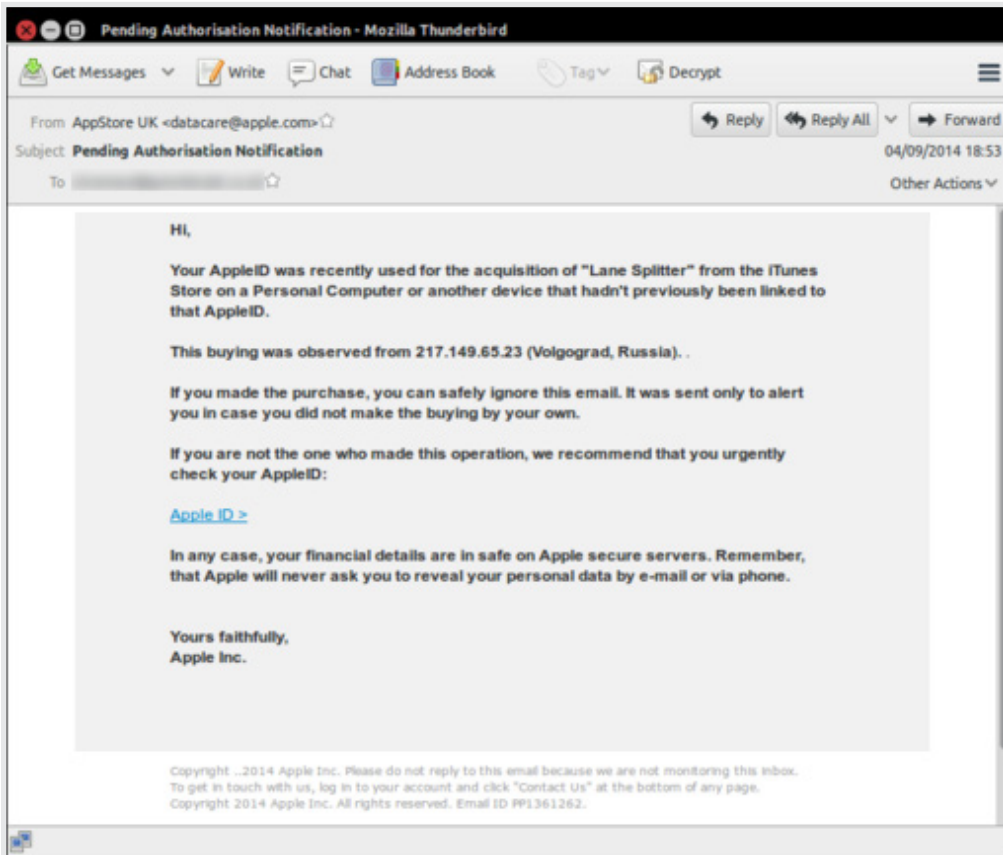 Pending Authorisation Notification - Mozilla Thunderbird
Get Messages Write Chat Address Book Tag Decrypt
From AppStore UK <datacare@apple.com> Reply Reply All Forward
Subject Pending Authorisation Notification 04/09/2014 18:53
To Other Actions
Hi,
Your AppleID was recently used for the acquisition of "Lane Splitter" from the iTunes
Store on a Personal Computer or another device that hadn't previously been linked to
that AppleID.
This buying was observed from 217.149.65.23 (Volgograd, Russia). .
If you made the purchase, you can safely ignore this email. It was sent only to alert
you in case you did not make the buying by your own.
If you are not the one who made this operation, we recommend that you urgently
check your AppleID:
Apple ID >
In any case, your financial details are in safe on Apple secure servers. Remember,
that Apple will never ask you to reveal your personal data by e-mail or via phone.
Yours faithfully,
Apple Inc.
Copyright ..2014 Apple Inc. Please do not reply to this email because we are not monitoring this inbox.
To get in touch with us, log in to your account and click "Contact Us" at the bottom of any page.
Copyright 2014 Apple Inc. All rights reserved. Email ID PP1361262.